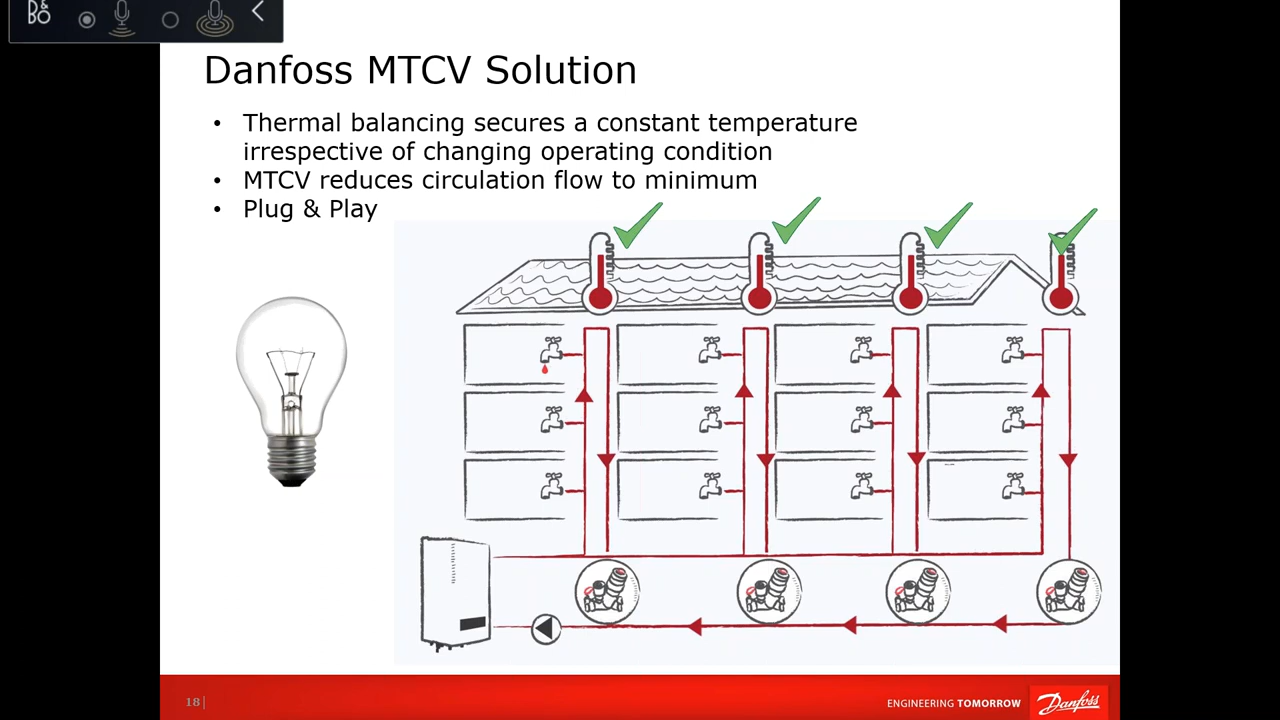 B&O
Danfoss MTCV Solution
• Thermal balancing secures a constant temperature
irrespective of changing operating condition
• MTCV reduces circulation flow to minimum
• Plug & Play
18|
ENGINEERING TOMORROW
Danfoss